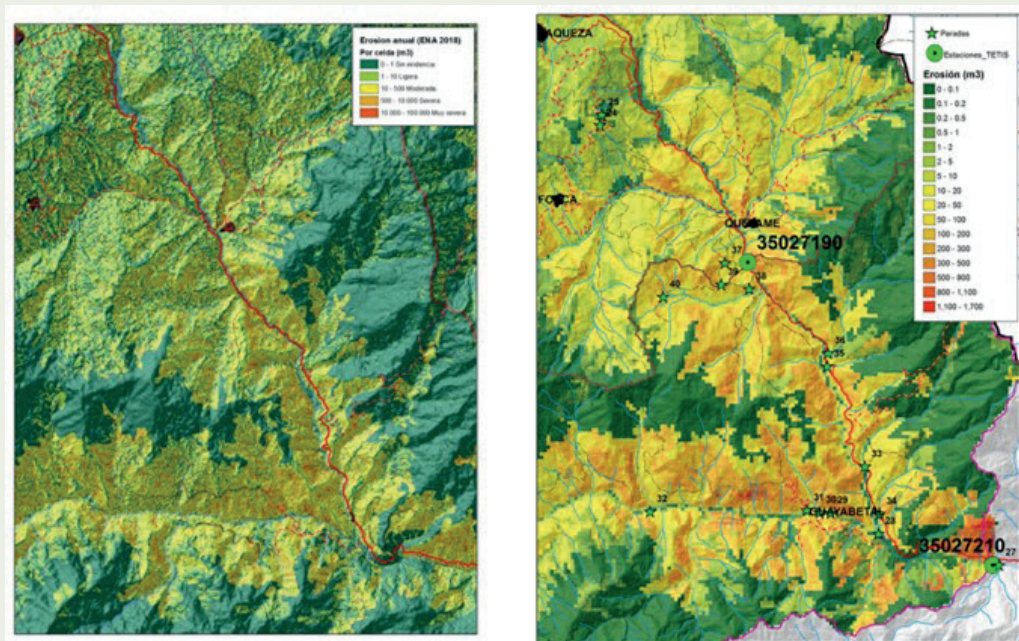 Erosion anual (ENA 2018)
Por celda (m3)
0 - 1 Sin evidencia
1 - 10 Ligera
10 - 500 Moderada
500 - 10.000 Severa
10.000 - 100.000 Muy severa
AQUEZA
Paradas
Estaciones_TETIS
Erosión (m3)
0 - 0.1
0.1 - 0.2
0.2 - 0.5
0.5 - 1
1 - 2
2 - 5
5 - 10
10 - 20
20 - 50
50 - 100
100 - 200
200 - 300
300 - 500
500 - 800
800 - 1,100
1,100 - 1,700
25
35027190
37
39
38
40
36
35
33
32
31
30
29
34
GUAYABETAL
28
35027210
27